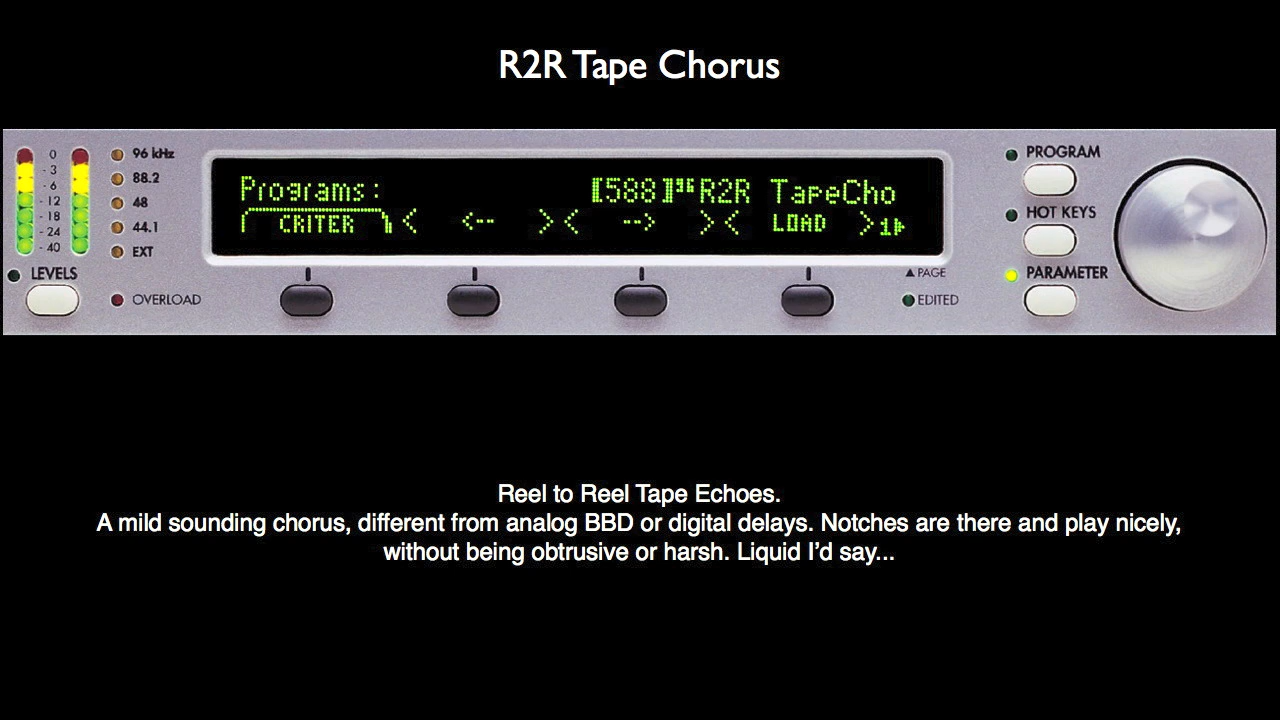 R2R Tape Chorus
0
- 3
- 6
- 12
- 18
- 24
- 40
96 kHz
88.2
48
44.1
EXT
LEVELS
OVERLOAD
Programs: [588]96R2R TapeCho
CRITER < <-- >< --> >< LOAD >1
▲ PAGE
EDITED
PROGRAM
HOT KEYS
PARAMETER
Reel to Reel Tape Echoes.
A mild sounding chorus, different from analog BBD or digital delays. Notches are there and play nicely,
without being obtrusive or harsh. Liquid I'd say...